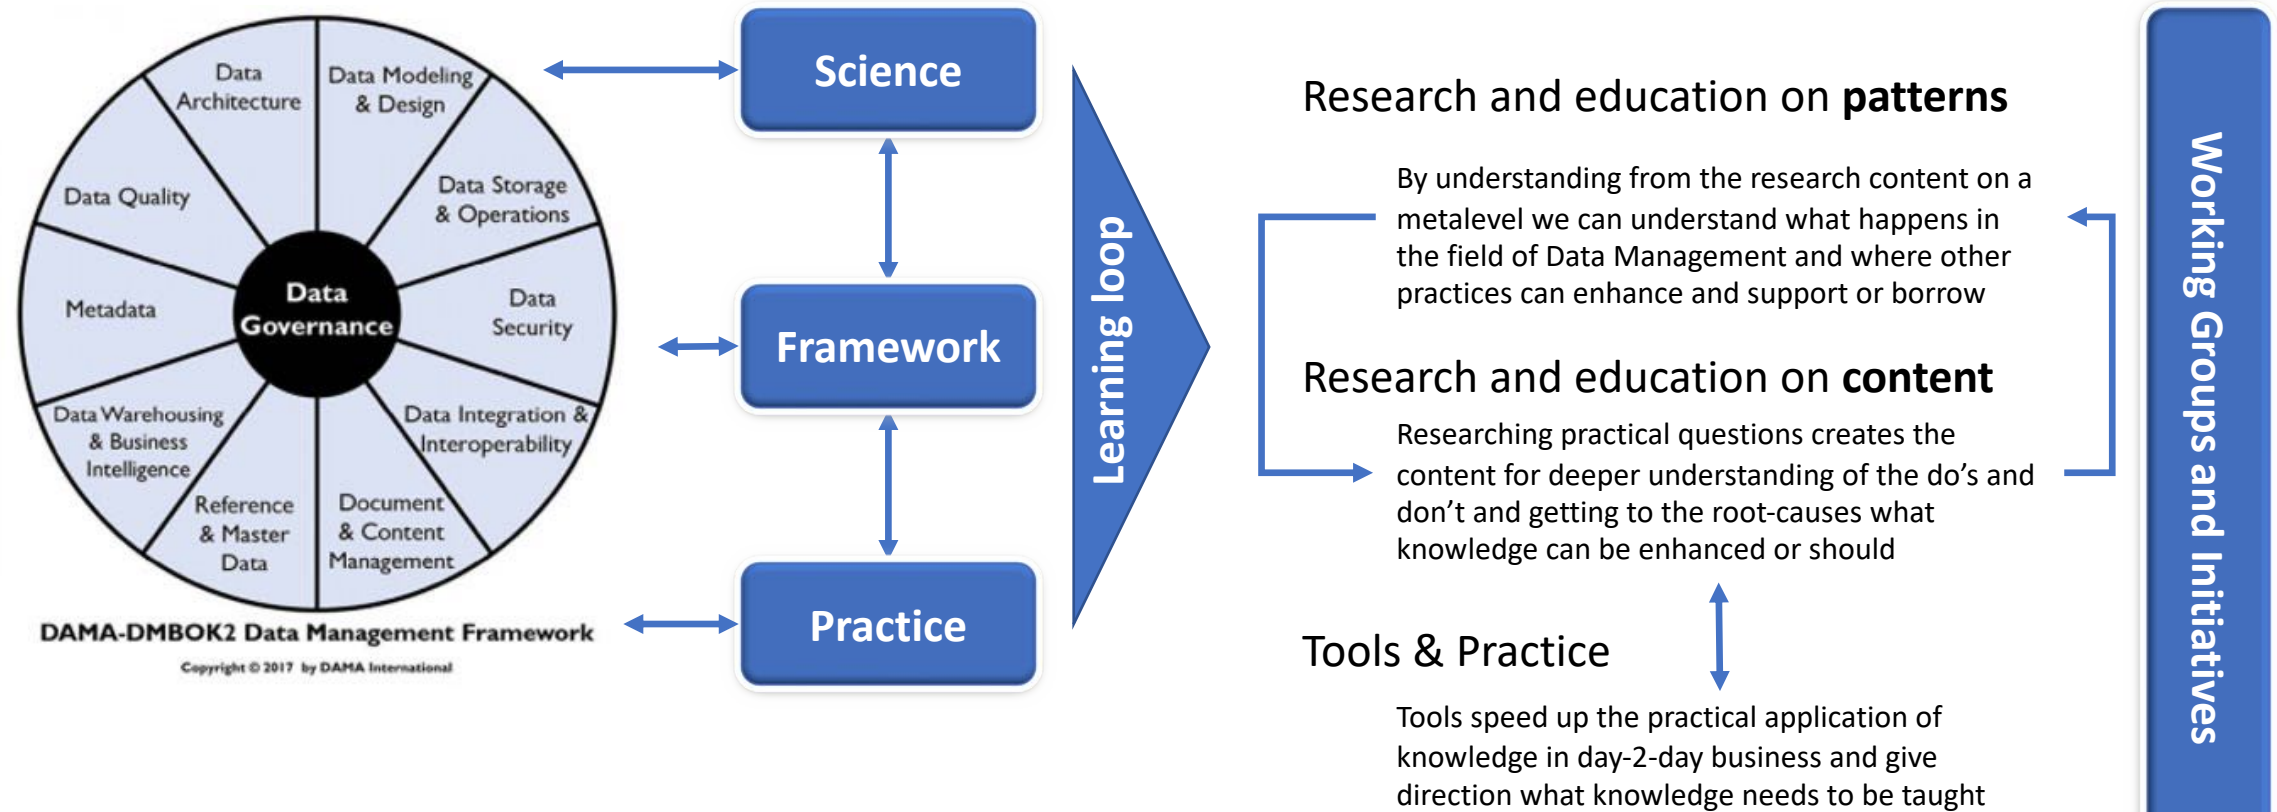 Data
Architecture
Data Modeling
& Design
Data Storage
& Operations
Data
Security
Data Integration &
Interoperability
Document
& Content
Management
Reference
& Master
Data
Data Warehousing
& Business
Intelligence
Metadata
Data Quality
Data
Governance
DAMA-DMBOK2 Data Management Framework
Copyright © 2017 by DAMA International
Science
Framework
Practice
Learning loop
Research and education on patterns
By understanding from the research content on a
metalevel we can understand what happens in
the field of Data Management and where other
practices can enhance and support or borrow
Research and education on content
Researching practical questions creates the
content for deeper understanding of the do’s and
don’t and getting to the root-causes what
knowledge can be enhanced or should
Tools & Practice
Tools speed up the practical application of
knowledge in day-2-day business and give
direction what knowledge needs to be taught
Working Groups and Initiatives